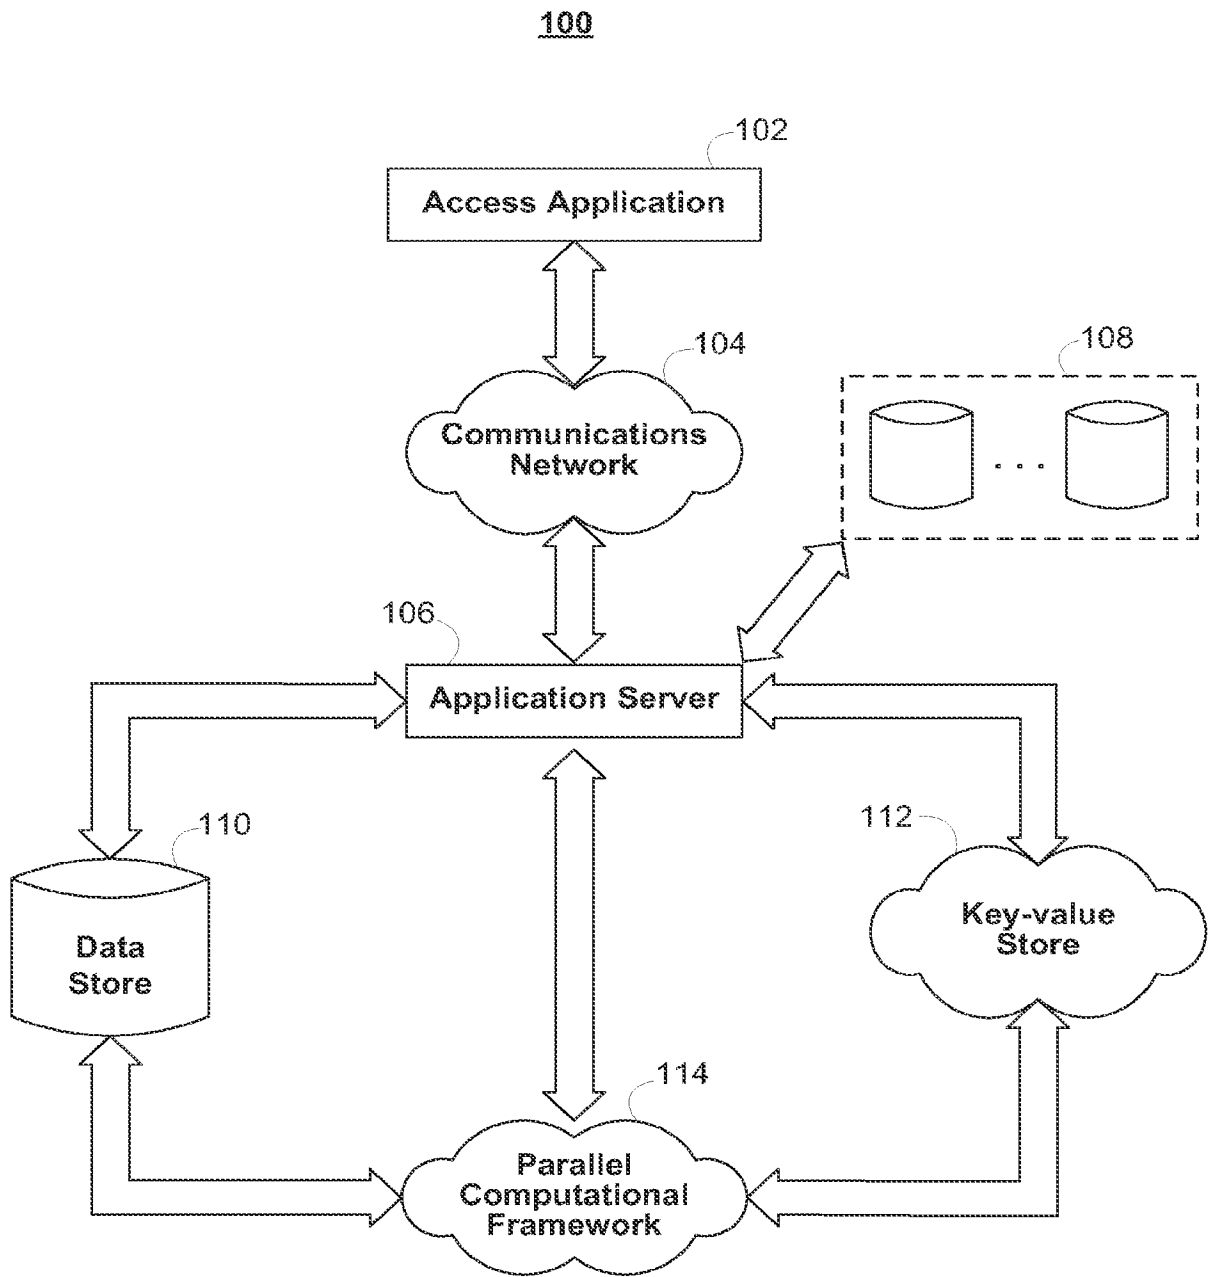 100
102
Access Application
104
108
Communications
Network
. . .
106
Application Server
110
112
Data
Store
Key-value
Store
114
Parallel
Computational
Framework